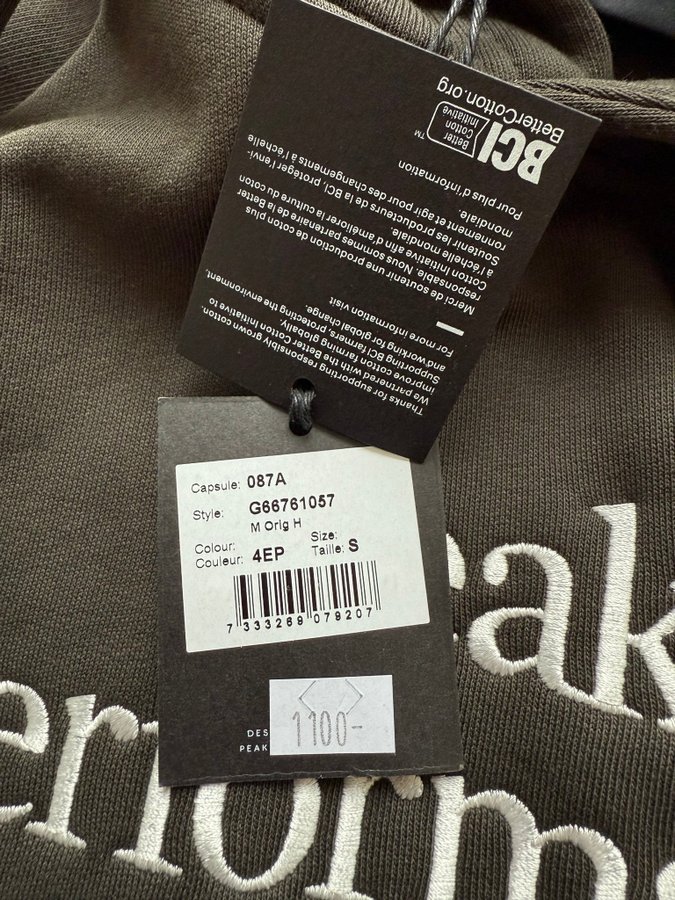 BCI
Better
Cotton
Initiative
TM
BetterCotton.org
Pour plus d'information
Merci de soutenir une production de coton plus
responsable. Nous sommes partenaire de la Better
Cotton Initiative afin d'améliorer la culture du coton
à l'échelle mondiale.
Soutenir les producteurs de la BCI, protéger l'envi-
ronnement et agir pour des changements à l'échelle
mondiale.
Thanks for supporting responsibly grown cotton.
We partnered with the Better Cotton Initiative to
improve cotton farming globally.
Supporting BCI farmers, protecting the environment,
and working for global change.
For more information visit
Capsule: 087A
Style: G66761057
M Orig H
Colour: Size:
Couleur: 4EP Taille: S
7 333269 079207
1100-
DES
PEAK
eak
erform